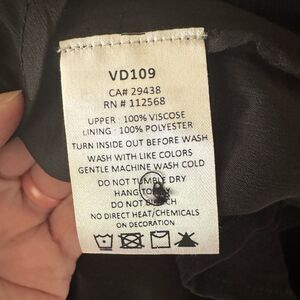 VD109
CA# 29438
RN # 112568
UPPER : 100% VISCOSE
LINING : 100% POLYESTER
TURN INSIDE OUT BEFORE WASH
WASH WITH LIKE COLORS
GENTLE MACHINE WASH COLD
DO NOT TUMBLE DRY
HANG TO DRY
DO NOT BLEACH
NO DIRECT HEAT/CHEMICALS
ON DECORATION